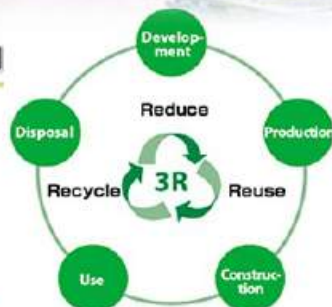 Develop-
ment
Reduce
Disposal
Production
Recycle
3R
Reuse
Use
Construc-
tion